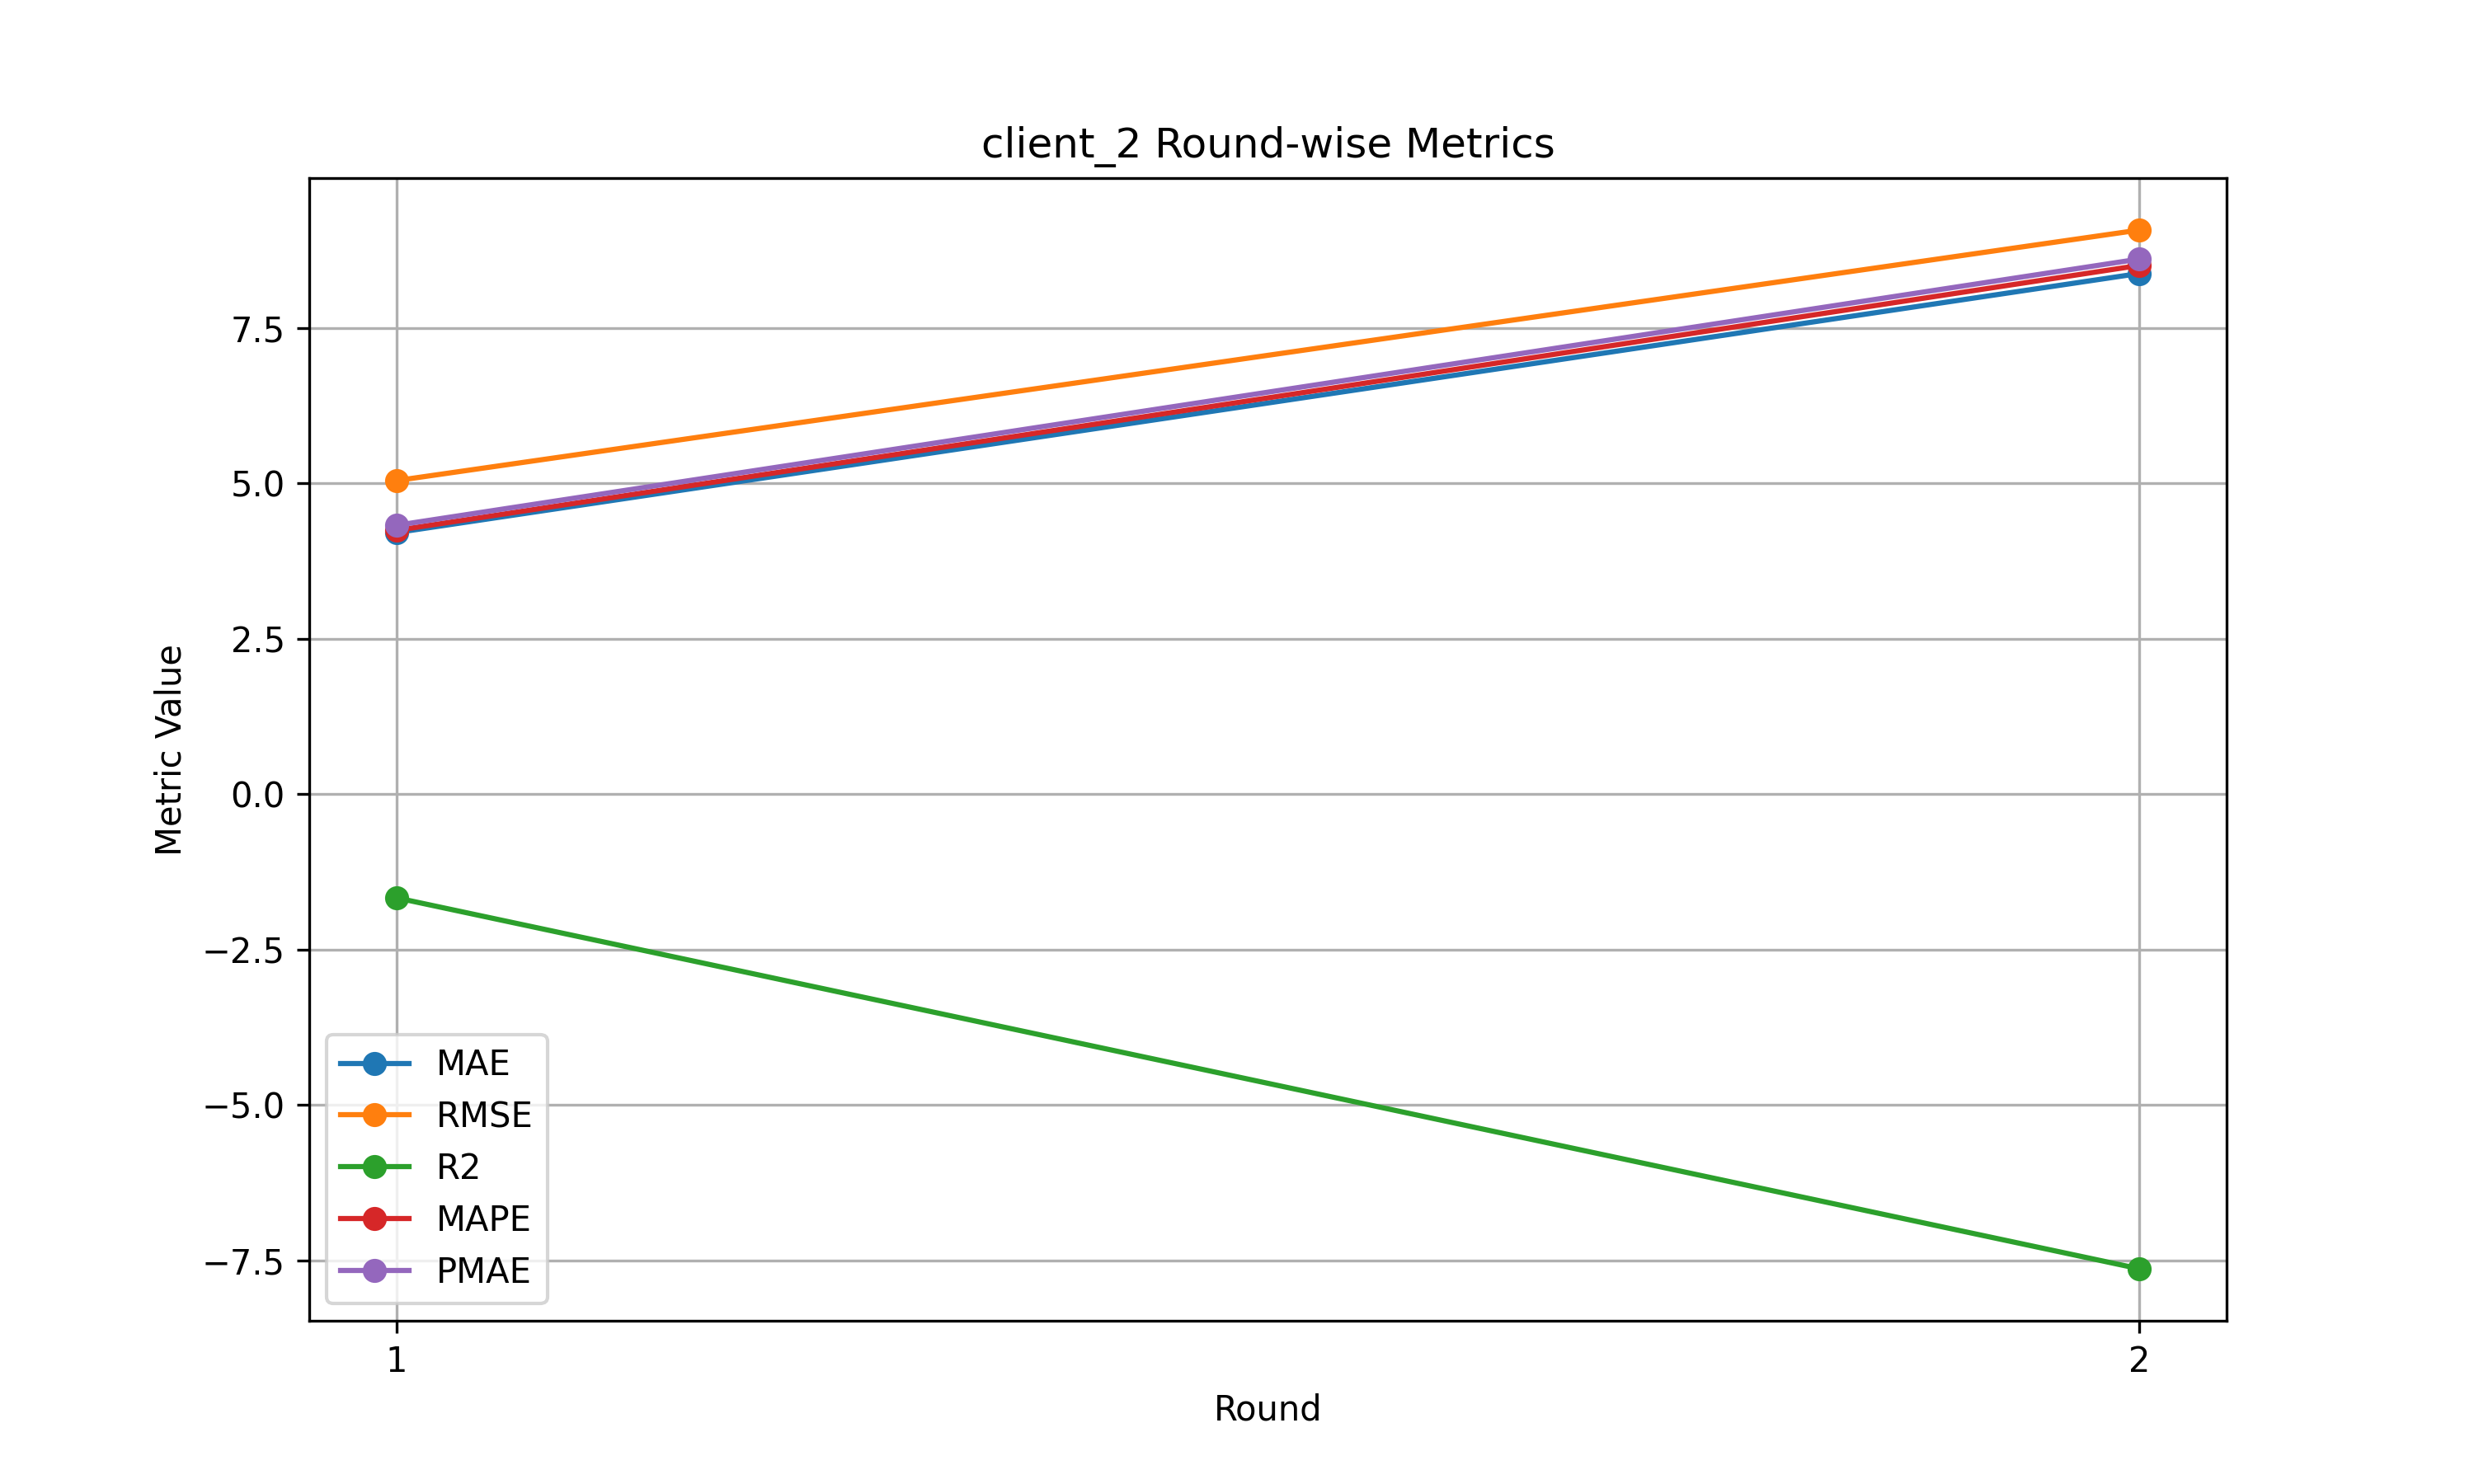 client_2 Round-wise Metrics
Metric Value
7.5
5.0
2.5
0.0
−2.5
−5.0
−7.5
MAE
RMSE
R2
MAPE
PMAE
1
2
Round